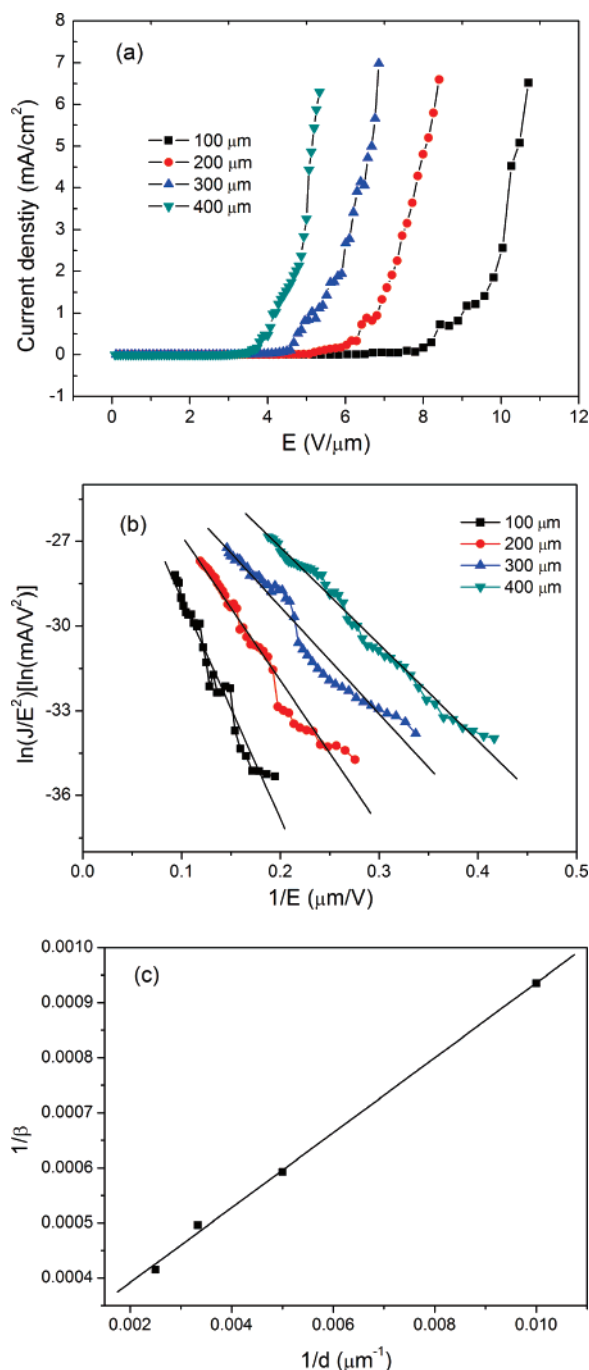 (a)
7
6
5
4
3
2
1
0
-1
Current denstiy (mA/cm²)
100 μm
200 μm
300 μm
400 μm
0 2 4 6 8 10 12
E (V/μm)
(b)
-27
-30
-33
-36
ln(J/E²)[ln(mA/V²)]
100 μm
200 μm
300 μm
400 μm
0.0 0.1 0.2 0.3 0.4 0.5
1/E (μm/V)
(c)
0.0010
0.0009
0.0008
0.0007
0.0006
0.0005
0.0004
1/β
0.002 0.004 0.006 0.008 0.010
1/d (μm⁻¹)